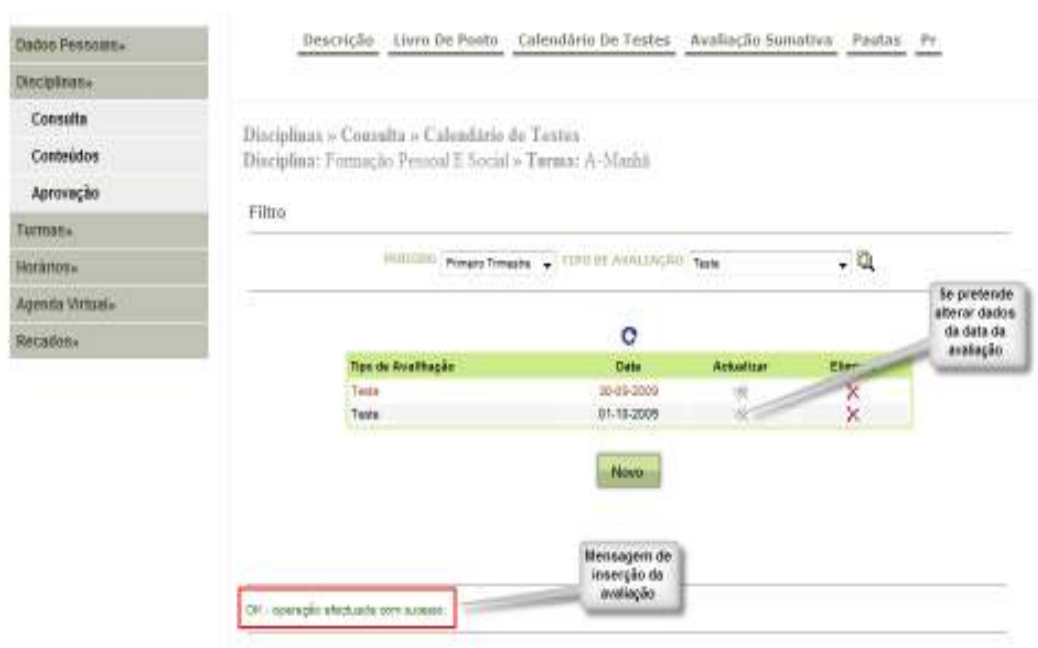 Dados Pessoais»
Disciplinas»
Consulta
Conteúdos
Aprovação
Turmas»
Horários»
Agenda Virtual»
Recados»
Descrição Livro De Ponto Calendário De Testes Avaliação Sumativa Pautas Pr
Disciplinas » Consulta » Calendário de Testes
Disciplina: Formação Pessoal E Social » Turma: A-Manhã
Filtro
PERÍODO Primeiro Trimestre TIPO DE AVALIAÇÃO Teste
Se pretende
alterar dados
da data da
avaliação
Tipo de Avaliação Data Actualizar
Teste 30-09-2009
Teste 01-10-2009
Novo
Mensagem de
inserção da
avaliação
OK - operação efectuada com sucesso.